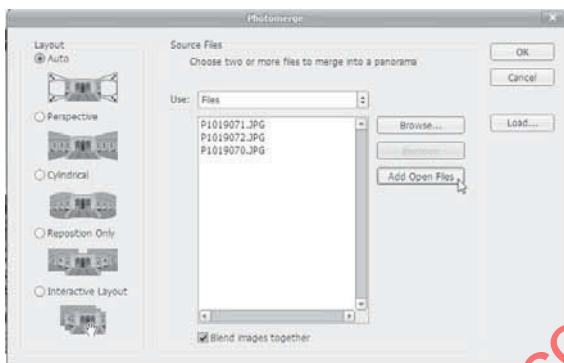 Photomerge
Layout
Auto
Perspective
Cylindrical
Reposition Only
Interactive Layout
Source Files
Choose two or more files to merge into a panorama
Use: Files
P1019071.JPG
P1019072.JPG
P1019070.JPG
Blend images together
Browse...
Remove
Add Open Files
OK
Cancel
Load...